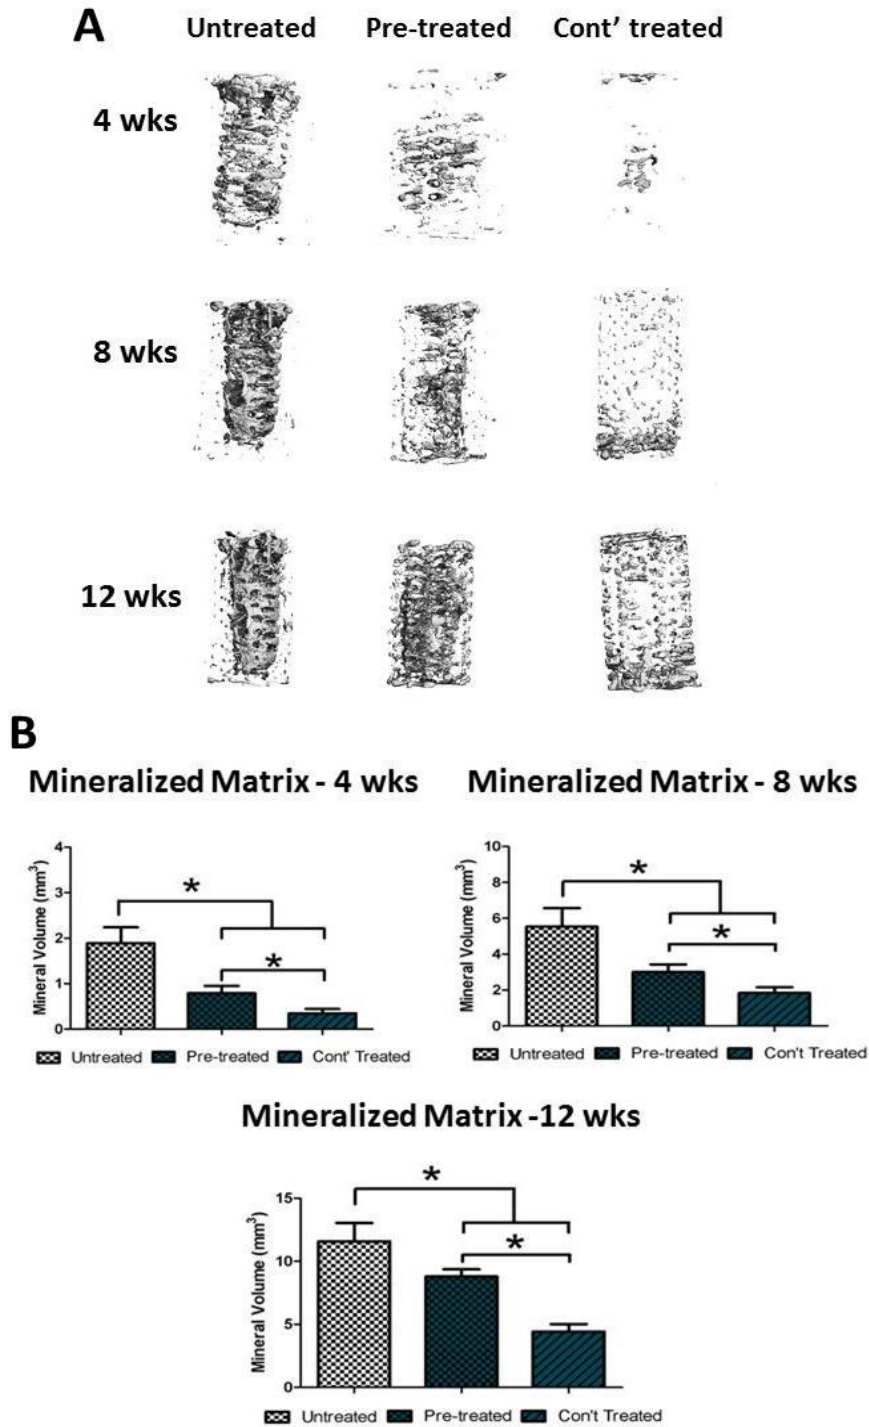 A
Untreated Pre-treated Cont’ treated
4 wks
8 wks
12 wks
B
Mineralized Matrix - 4 wks
Mineral Volume (mm³)
4
3
2
1
0
*
*
Untreated Pre-treated Cont' Treated
Mineralized Matrix - 8 wks
Mineral Volume (mm³)
10
8
6
4
2
0
*
*
Untreated Pre-treated Con't Treated
Mineralized Matrix -12 wks
Mineral Volume (mm³)
15
10
5
0
*
*
Untreated Pre-treated Con't Treated